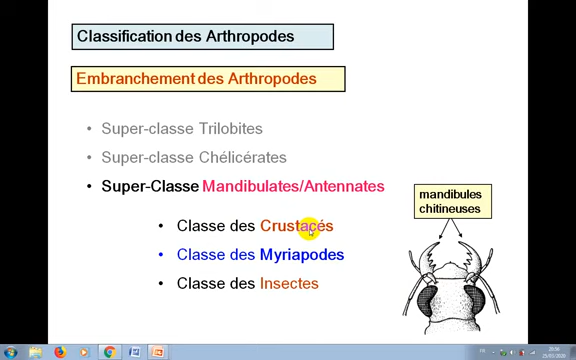 Classification des Arthropodes
Embranchement des Arthropodes
• Super-classe Trilobites
• Super-classe Chélicérates
• Super-Classe Mandibulates/Antennates
mandibules
chitineuses
• Classe des Crustacés
• Classe des Myriapodes
• Classe des Insectes
FR